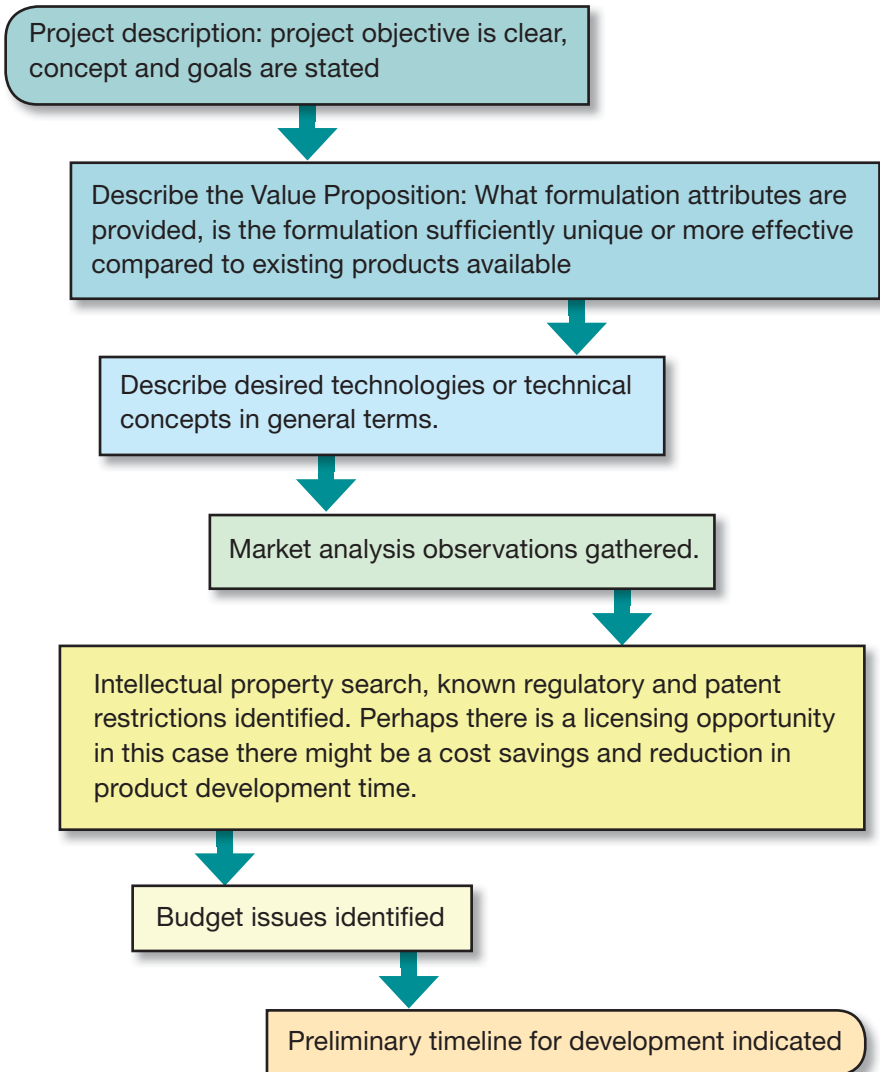 Project description: project objective is clear,
concept and goals are stated
Describe the Value Proposition: What formulation attributes are
provided, is the formulation sufficiently unique or more effective
compared to existing products available
Describe desired technologies or technical
concepts in general terms.
Market analysis observations gathered.
Intellectual property search, known regulatory and patent
restrictions identified. Perhaps there is a licensing opportunity
in this case there might be a cost savings and reduction in
product development time.
Budget issues identified
Preliminary timeline for development indicated